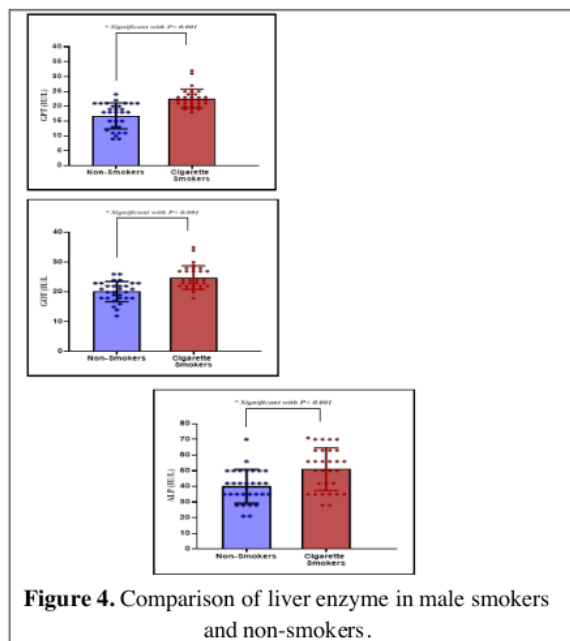 * Significant with P< 0.001
GPT (IU/L)
40
35
30
25
20
15
10
5
0
Non-Smokers
Cigarette
Smokers
* Significant with P< 0.001
GOT (IU/L
40
30
20
10
0
Non-Smokers
Cigarette
Smokers
* Significant with P< 0.001
ALP (IU/L)
80
70
60
50
40
30
20
10
0
Non-Smokers
Cigarette
Smokers
Figure 4. Comparison of liver enzyme in male smokers
and non-smokers.